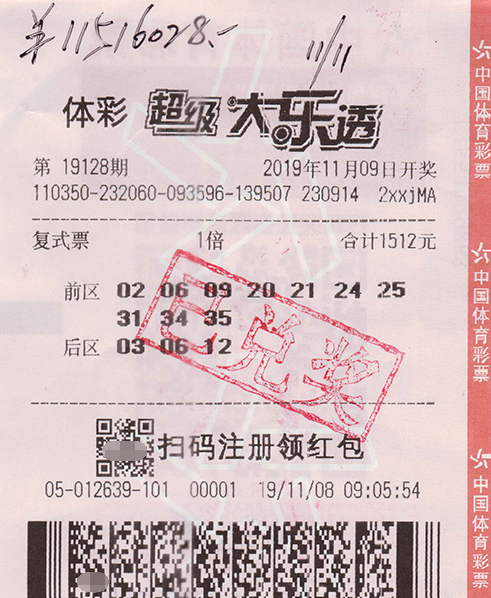 ¥11516028.-
11/11
体彩 超级大乐透
第 19128期 2019年11月09日开奖
110350-232060-093596-139507 230914 2xxjMA
复式票 1倍 合计1512元
前区 02 06 09 20 21 24 25
31 34 35
后区 03 06 12
已兑奖
扫码注册领红包
05-012639-101 00001 19/11/08 09:05:54
中国体育彩票
中国体育彩票
中国体育彩票